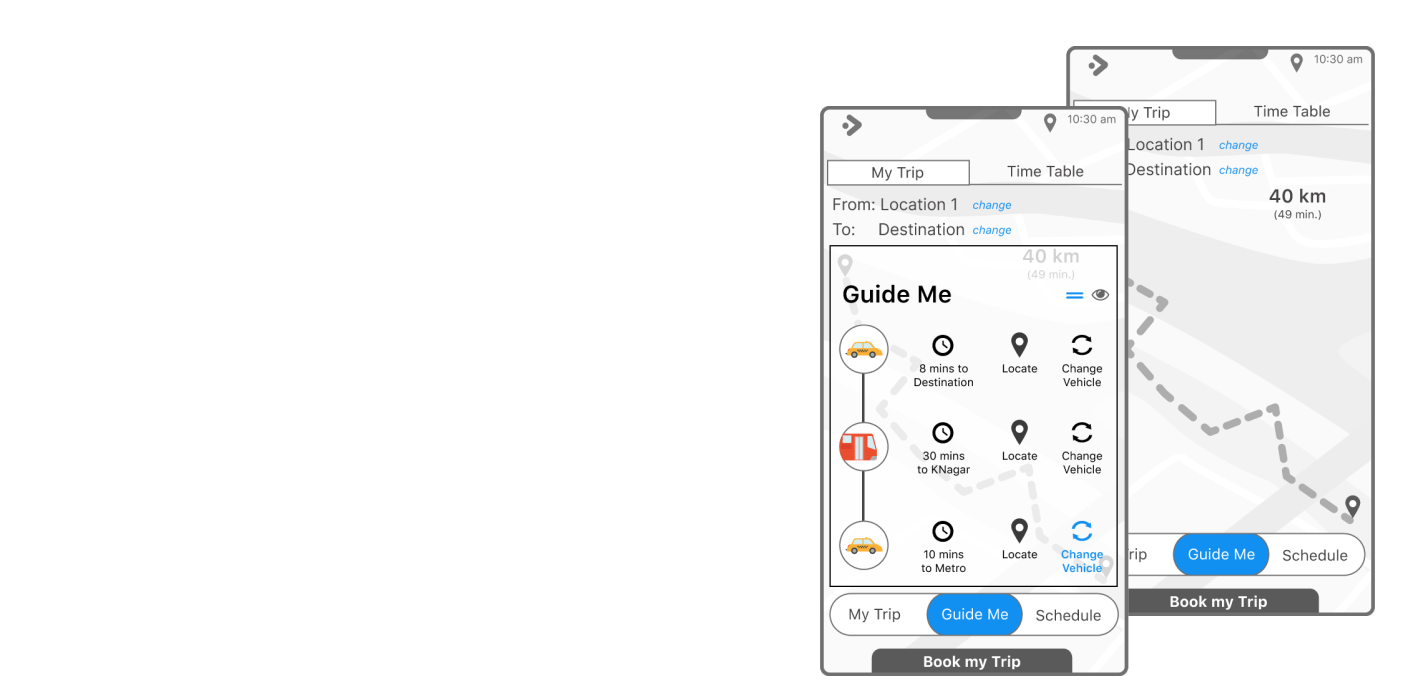 10:30 am
My Trip
Time Table
From: Location 1 change
To: Destination change
40 km
(49 min.)
Guide Me
8 mins to
Destination
Locate
Change
Vehicle
30 mins
to KNagar
Locate
Change
Vehicle
10 mins
to Metro
Locate
Change
Vehicle
My Trip
Guide Me
Schedule
Book my Trip
10:30 am
y Trip
Time Table
Location 1 change
Destination change
40 km
(49 min.)
rip
Guide Me
Schedule
Book my Trip